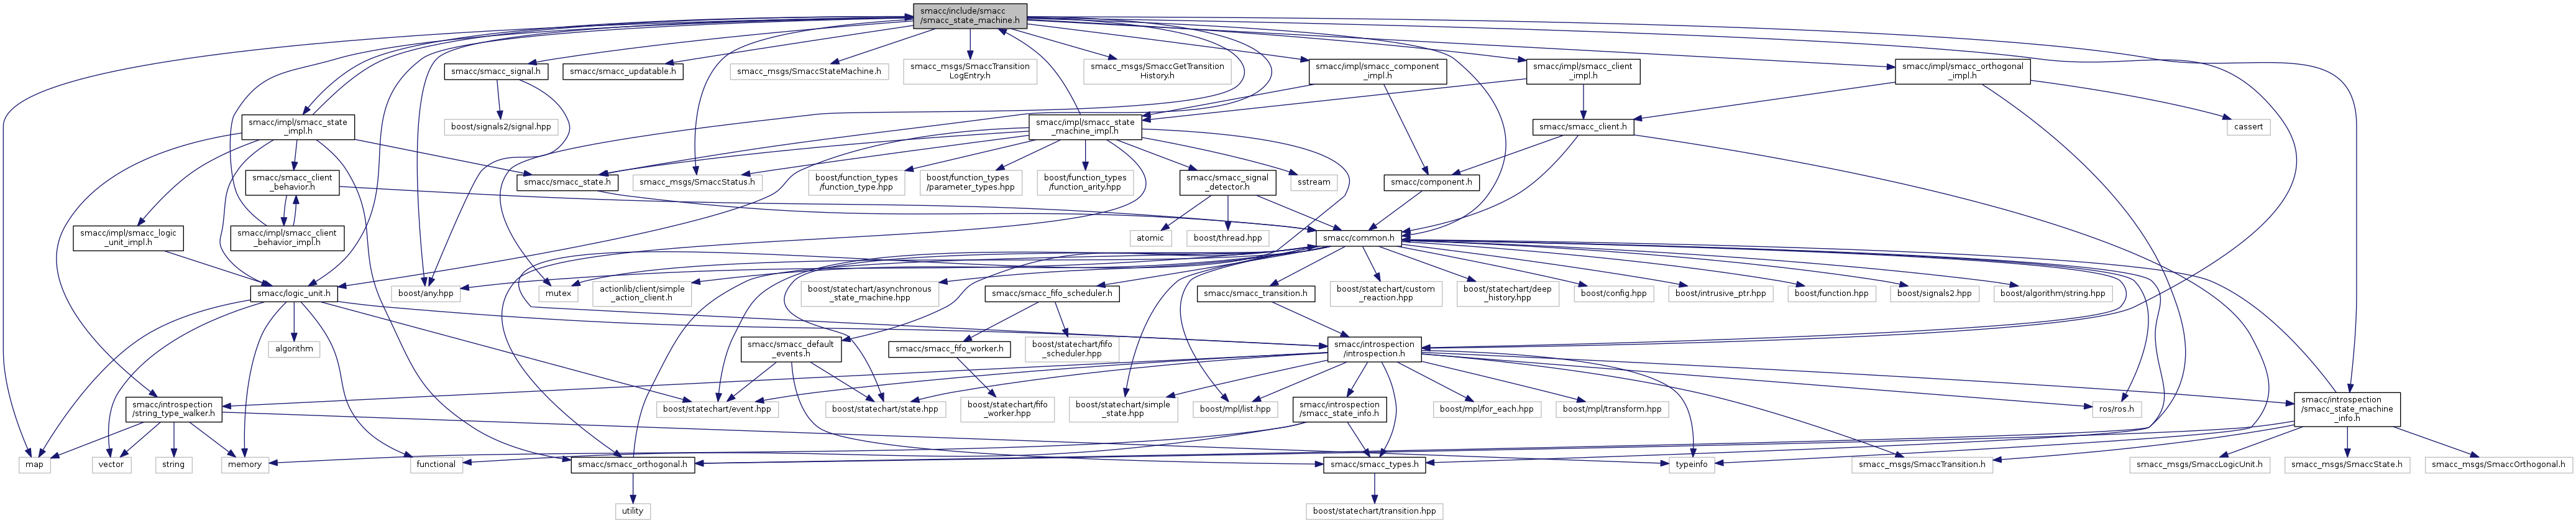 smacc/include/smacc
/smacc_state_machine.h
smacc/smacc_signal.h
smacc/smacc_updatable.h
smacc_msgs/SmaccStateMachine.h
smacc_msgs/SmaccTransition
LogEntry.h
smacc_msgs/SmaccGetTransition
History.h
smacc/impl/smacc_component
_impl.h
smacc/impl/smacc_client
_impl.h
smacc/impl/smacc_orthogonal
_impl.h
smacc/impl/smacc_state
_impl.h
boost/signals2/signal.hpp
smacc/impl/smacc_state
_machine_impl.h
smacc/smacc_client.h
cassert
smacc/smacc_client
_behavior.h
smacc/smacc_state.h
smacc_msgs/SmaccStatus.h
boost/function_types
/function_type.hpp
boost/function_types
/parameter_types.hpp
boost/function_types
/function_arity.hpp
smacc/smacc_signal
_detector.h
sstream
smacc/component.h
smacc/impl/smacc_logic
_unit_impl.h
smacc/impl/smacc_client
_behavior_impl.h
atomic
boost/thread.hpp
smacc/common.h
smacc/logic_unit.h
boost/any.hpp
mutex
actionlib/client/simple
_action_client.h
boost/statechart/asynchronous
_state_machine.hpp
smacc/smacc_fifo_scheduler.h
smacc/smacc_transition.h
boost/statechart/custom
_reaction.hpp
boost/statechart/deep
_history.hpp
boost/config.hpp
boost/intrusive_ptr.hpp
boost/function.hpp
boost/signals2.hpp
boost/algorithm/string.hpp
algorithm
smacc/smacc_default
_events.h
smacc/smacc_fifo_worker.h
boost/statechart/fifo
_scheduler.hpp
smacc/introspection
/introspection.h
smacc/introspection
/string_type_walker.h
boost/statechart/event.hpp
boost/statechart/state.hpp
boost/statechart/fifo
_worker.hpp
boost/statechart/simple
_state.hpp
boost/mpl/list.hpp
smacc/introspection
/smacc_state_info.h
boost/mpl/for_each.hpp
boost/mpl/transform.hpp
ros/ros.h
smacc/introspection
/smacc_state_machine
_info.h
map
vector
string
memory
functional
smacc/smacc_orthogonal.h
smacc/smacc_types.h
typeinfo
smacc_msgs/SmaccTransition.h
smacc_msgs/SmaccLogicUnit.h
smacc_msgs/SmaccState.h
smacc_msgs/SmaccOrthogonal.h
utility
boost/statechart/transition.hpp